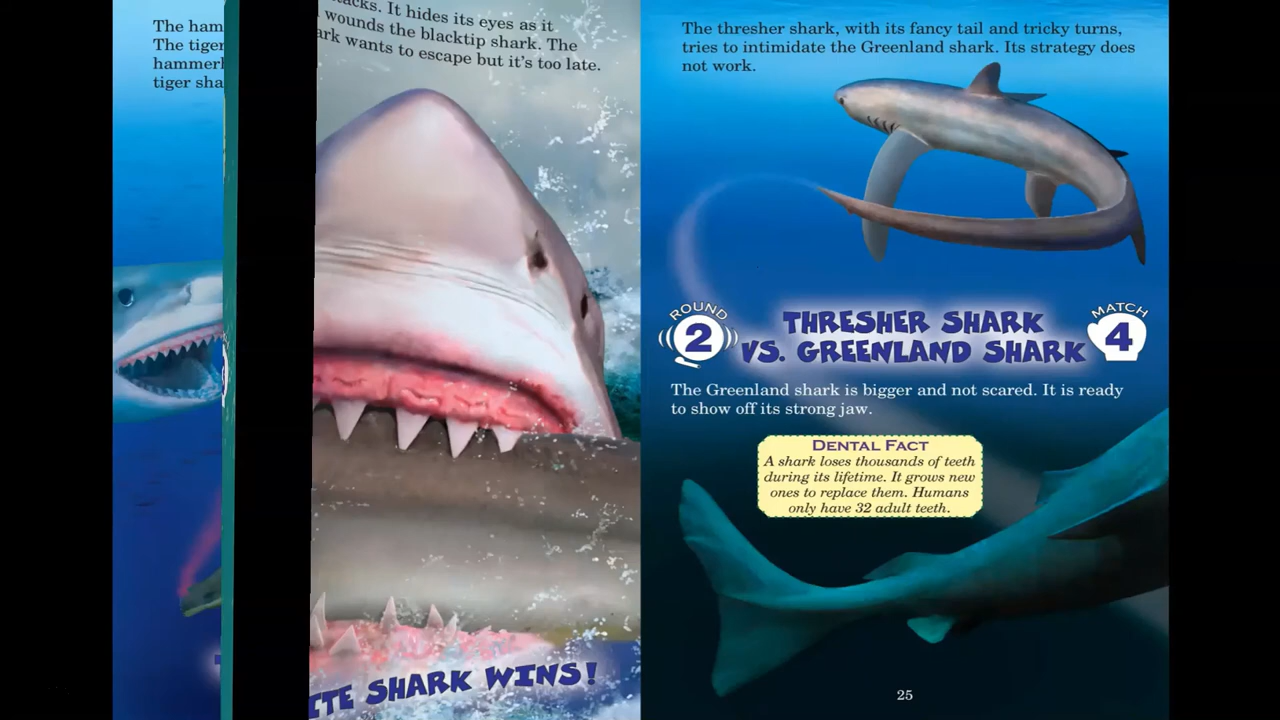 The ham
The tiger
tiger sha
acks. It hides its eyes as it
wounds the blacktip shark. The
ark wants to escape but it's too late.
ITE SHARK WINS!
The thresher shark, with its fancy tail and tricky turns,
tries to intimidate the Greenland shark. Its strategy does
not work.
ROUND
2
THRESHER SHARK
VS. GREENLAND SHARK
MATCH
4
The Greenland shark is bigger and not scared. It is ready
to show off its strong jaw.
DENTAL FACT
A shark loses thousands of teeth
during its lifetime. It grows new
ones to replace them. Humans
only have 32 adult teeth.
25